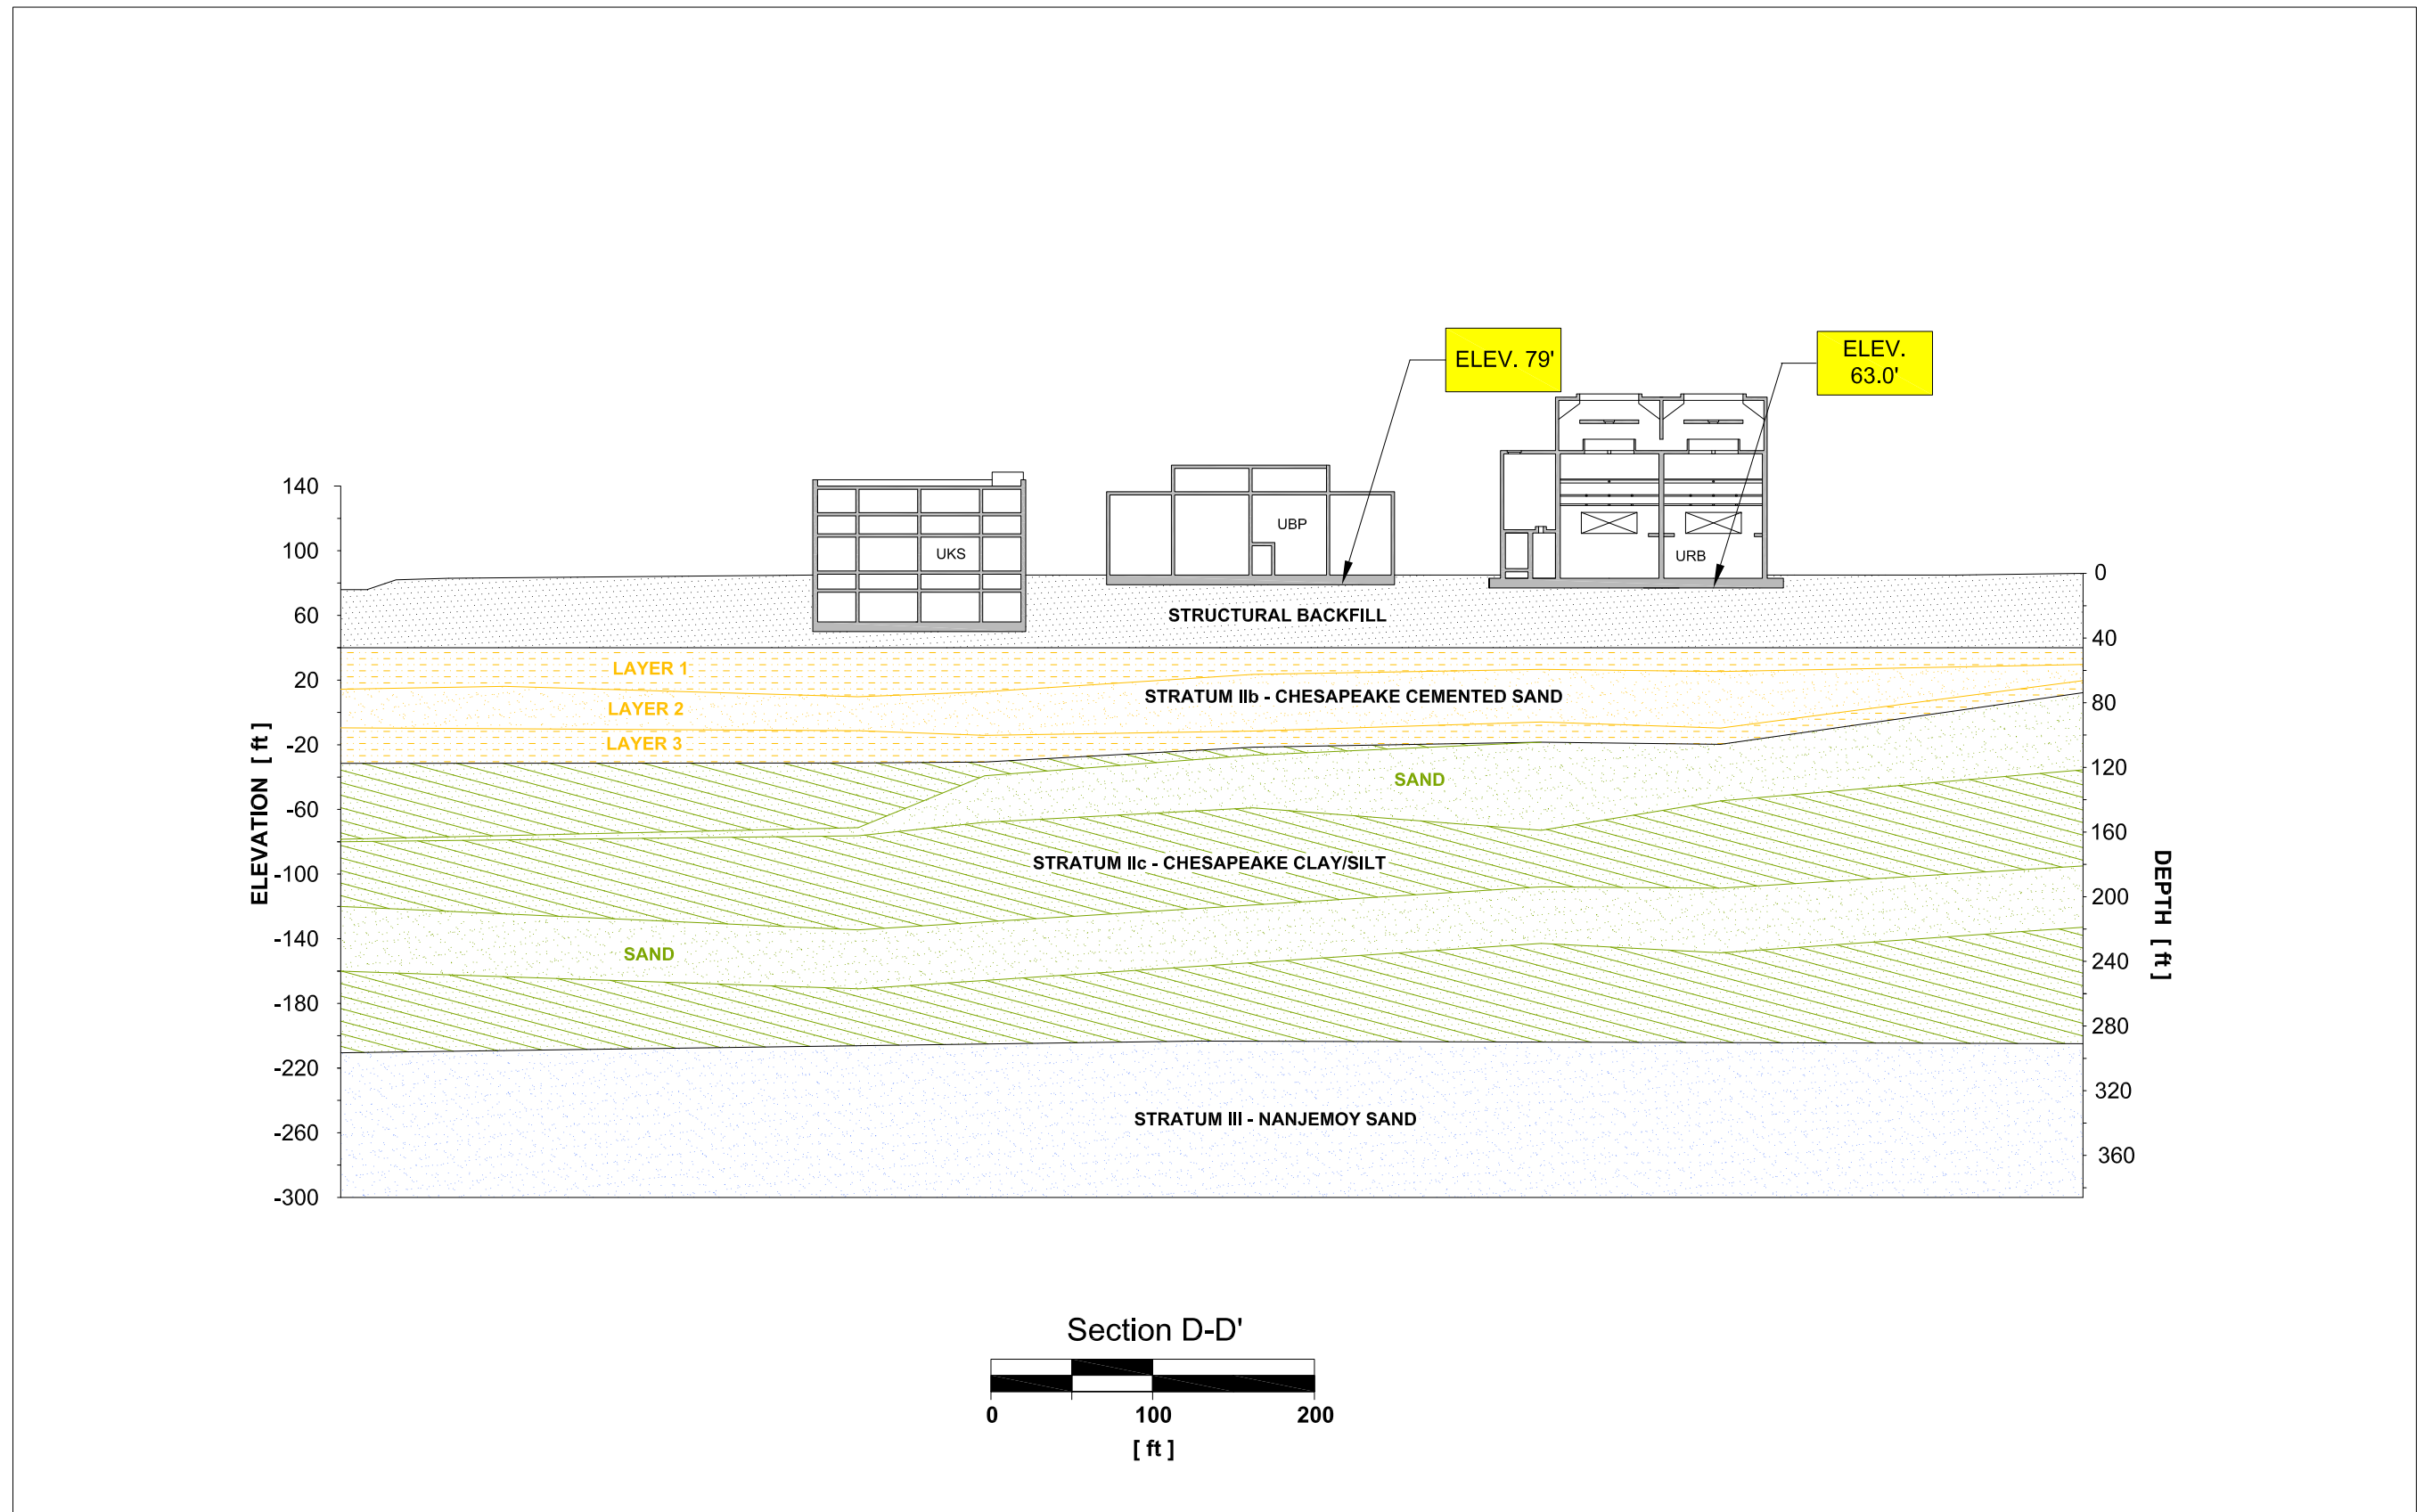 ELEV. 79'
ELEV.
63.0'
UKS
UBP
URB
140
100
60
20
-20
-60
-100
-140
-180
-220
-260
-300
ELEVATION [ ft ]
0
40
80
120
160
200
240
280
320
360
DEPTH [ ft ]
STRUCTURAL BACKFILL
LAYER 1
STRATUM IIb - CHESAPEAKE CEMENTED SAND
LAYER 2
LAYER 3
SAND
STRATUM IIc - CHESAPEAKE CLAY/SILT
SAND
STRATUM III - NANJEMOY SAND
Section D-D'
0 100 200
[ ft ]